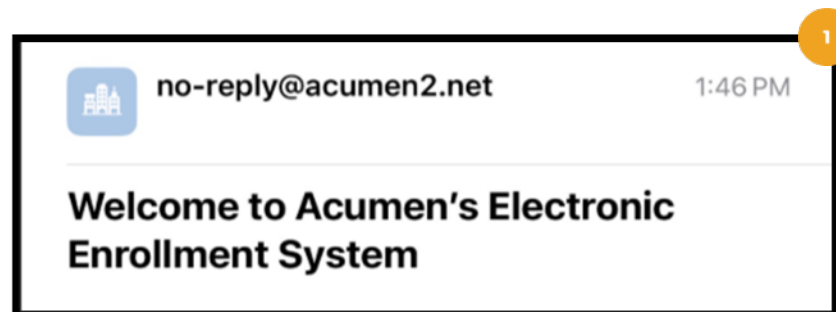 1
no-reply@acumen2.net 1:46 PM
Welcome to Acumen’s Electronic
Enrollment System